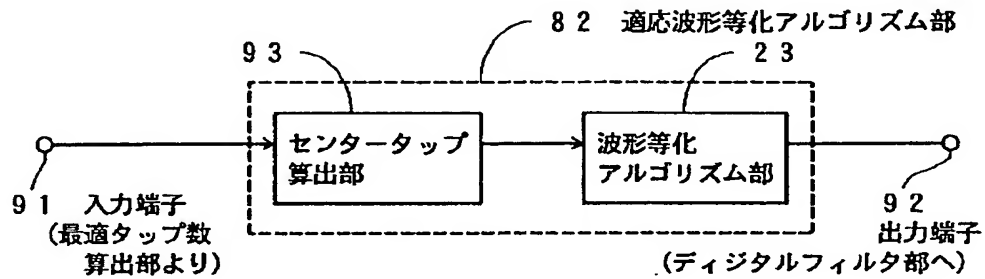 ８２ 適応波形等化アルゴリズム部
９３
２３
センタータップ
算出部
波形等化
アルゴリズム部
９１ 入力端子
(最適タップ数
算出部より)
９２
出力端子
(ディジタルフィルタ部へ)